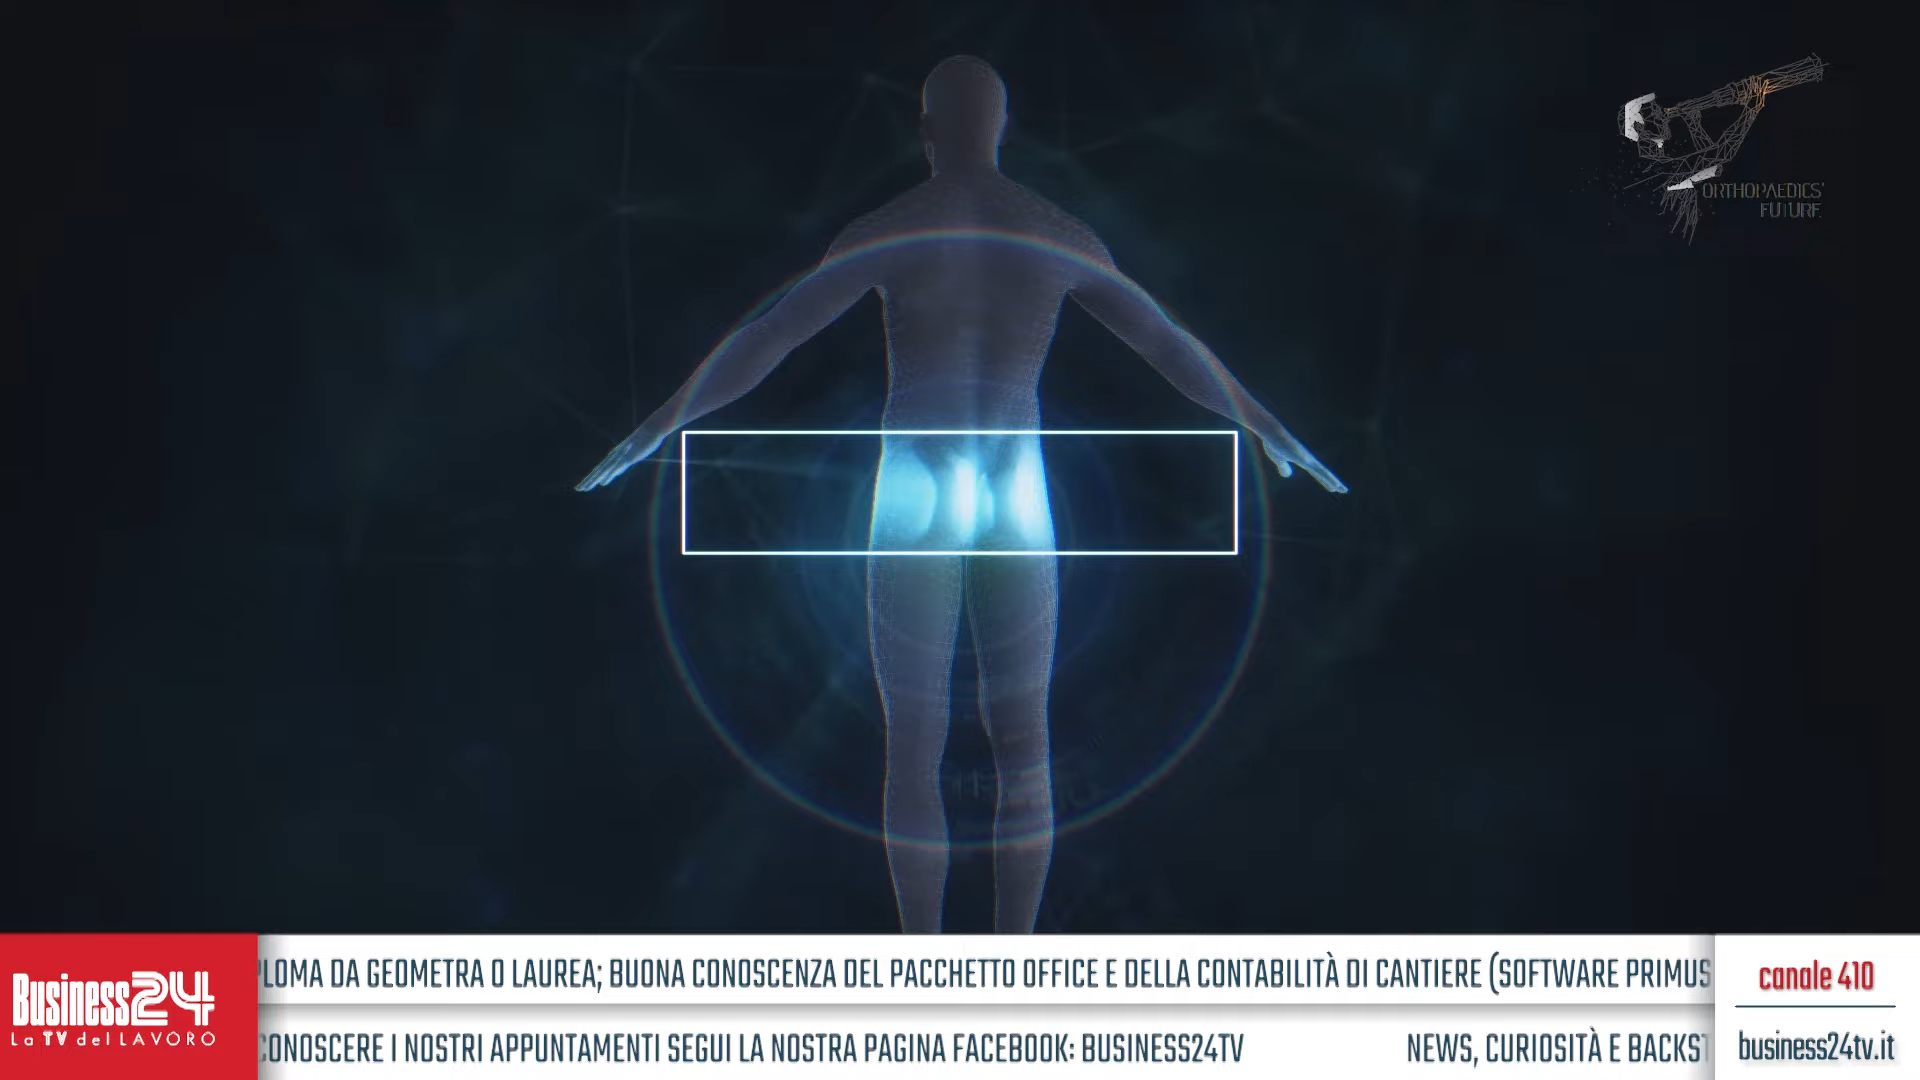 ORTHOPAEDICS'
FUTURE
Business24
La TV del LAVORO
PLOMA DA GEOMETRA O LAUREA; BUONA CONOSCENZA DEL PACCHETTO OFFICE E DELLA CONTABILITÀ DI CANTIERE (SOFTWARE PRIMUS
CONOSCERE I NOSTRI APPUNTAMENTI SEGUI LA NOSTRA PAGINA FACEBOOK: BUSINESS24TV NEWS, CURIOSITÀ E BACKST
canale 410
business24tv.it